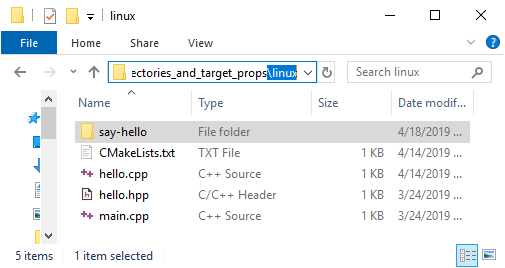 linux
File Home Share View
ectories_and_target_props\linux Search linux
Name Type Size Date modif...
say-hello File folder 4/18/2019 ...
CMakeLists.txt TXT File 1 KB 4/14/2019 ...
hello.cpp C++ Source 1 KB 4/14/2019 ...
hello.hpp C/C++ Header 1 KB 3/24/2019 ...
main.cpp C++ Source 1 KB 3/24/2019 ...
5 items 1 item selected